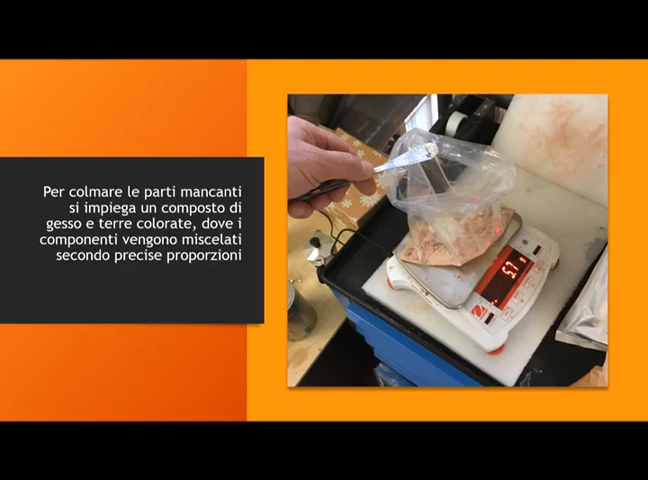 Per colmare le parti mancanti
si impiega un composto di
gesso e terre colorate, dove i
componenti vengono miscelati
secondo precise proporzioni